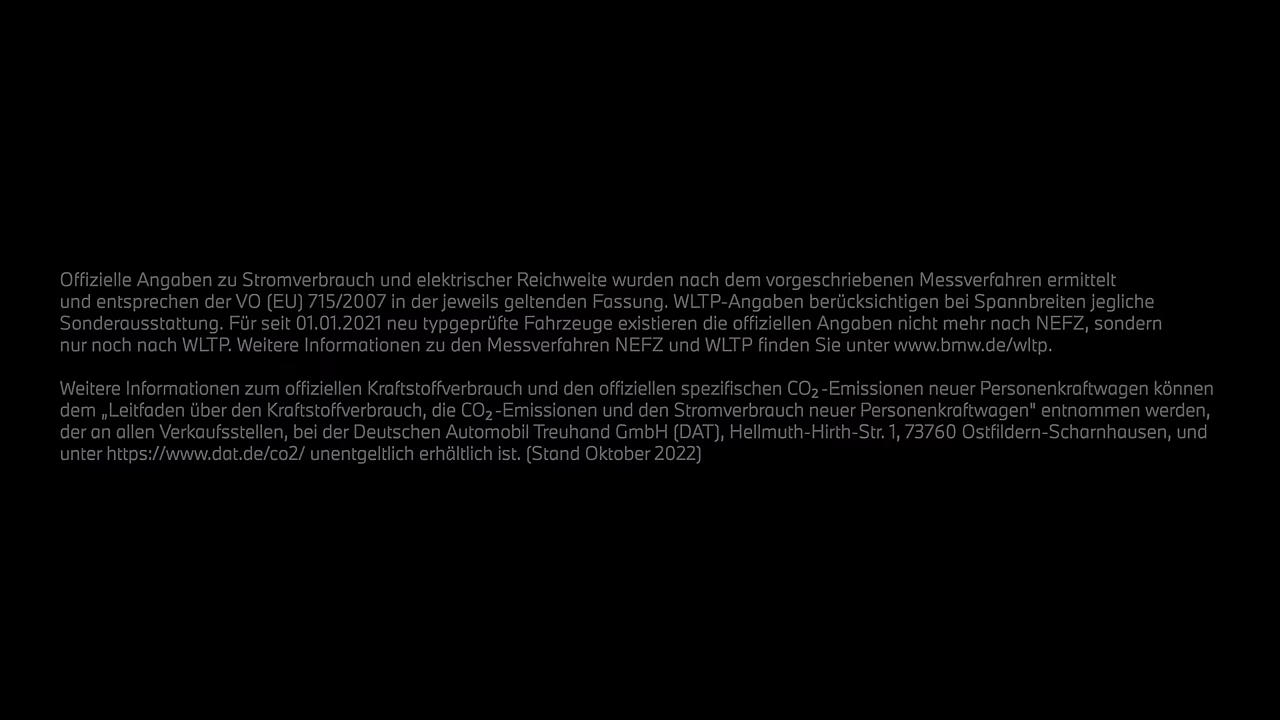 Offizielle Angaben zu Stromverbrauch und elektrischer Reichweite wurden nach dem vorgeschriebenen Messverfahren ermittelt
und entsprechen der VO (EU) 715/2007 in der jeweils geltenden Fassung. WLTP-Angaben berücksichtigen bei Spannbreiten jegliche
Sonderausstattung. Für seit 01.01.2021 neu typgeprüfte Fahrzeuge existieren die offiziellen Angaben nicht mehr nach NEFZ, sondern
nur noch nach WLTP. Weitere Informationen zu den Messverfahren NEFZ und WLTP finden Sie unter www.bmw.de/wltp.
Weitere Informationen zum offiziellen Kraftstoffverbrauch und den offiziellen spezifischen CO₂-Emissionen neuer Personenkraftwagen können
dem „Leitfaden über den Kraftstoffverbrauch, die CO₂-Emissionen und den Stromverbrauch neuer Personenkraftwagen" entnommen werden,
der an allen Verkaufsstellen, bei der Deutschen Automobil Treuhand GmbH (DAT), Hellmuth-Hirth-Str. 1, 73760 Ostfildern-Scharnhausen, und
unter https://www.dat.de/co2/ unentgeltlich erhältlich ist. (Stand Oktober 2022)